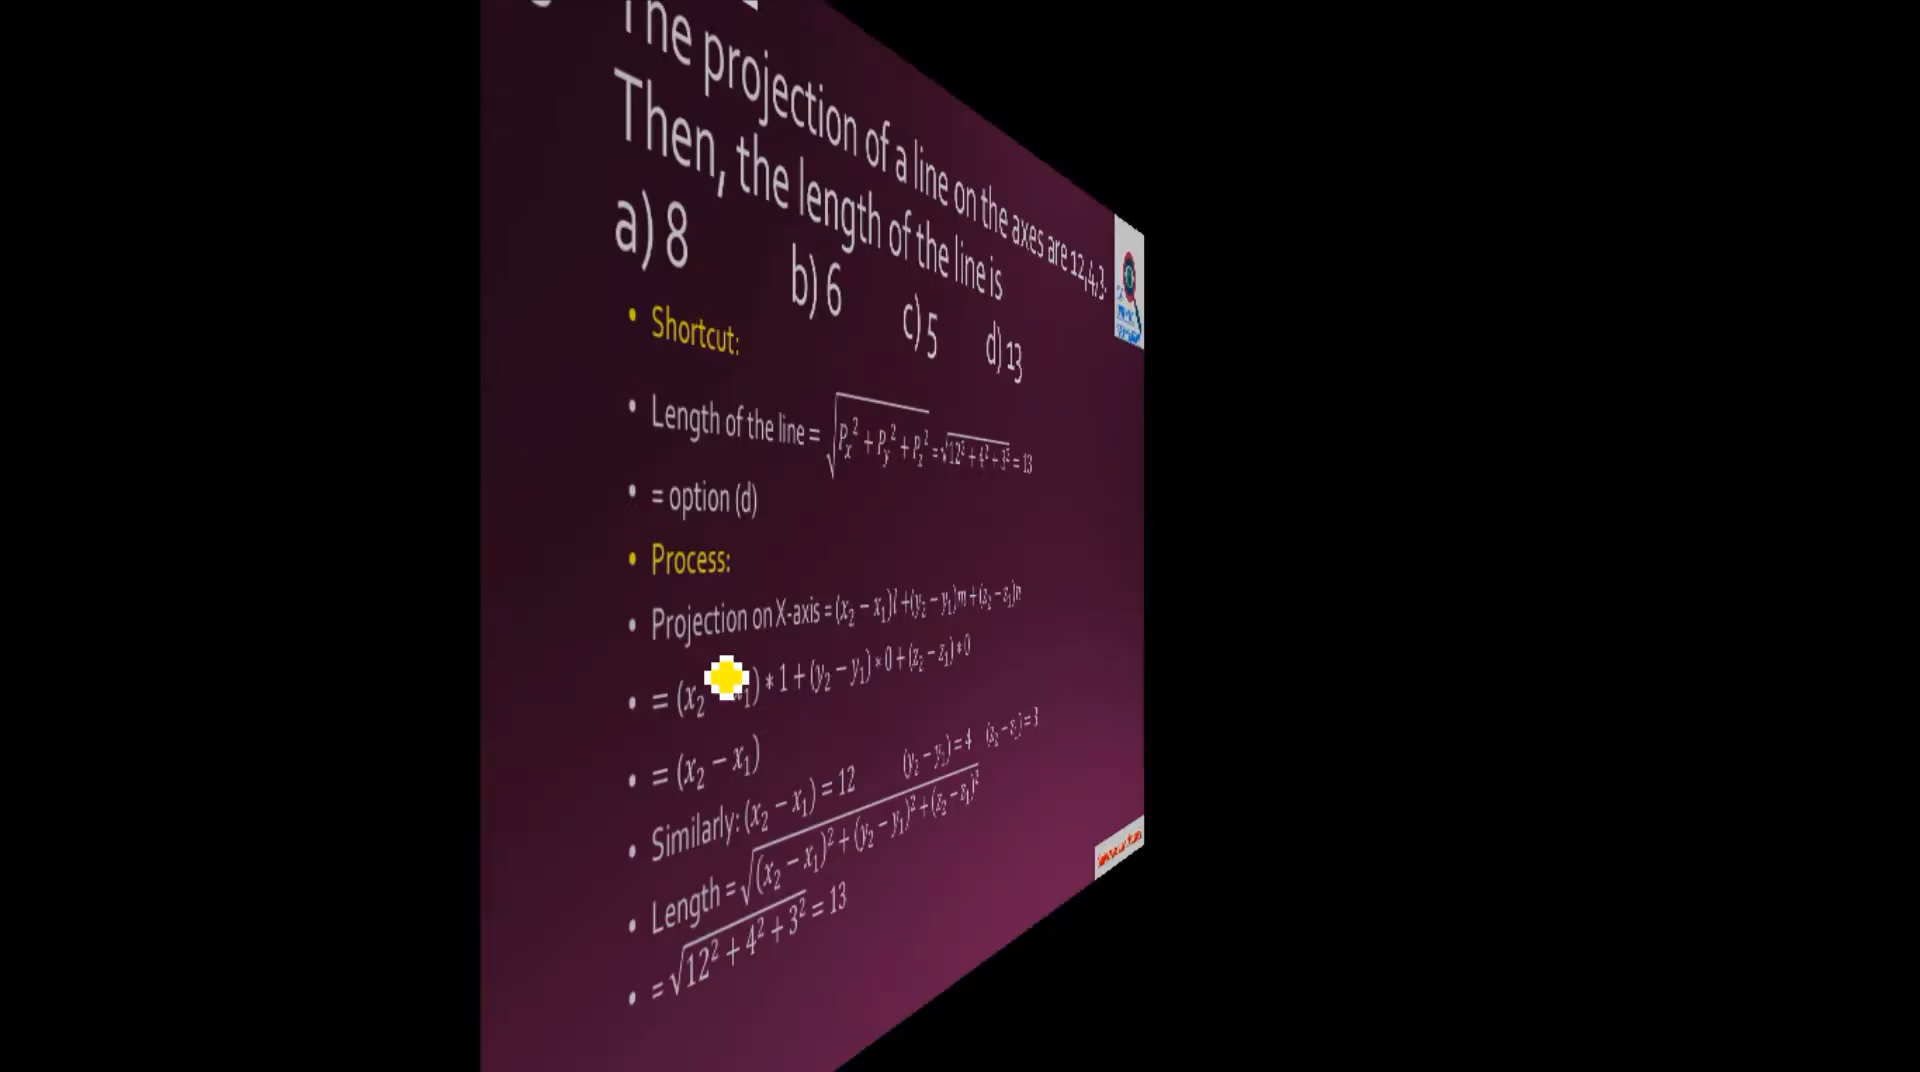 The projection of a line on the axes are 12,4,3.
Then, the length of the line is
a) 8 b) 6 c) 5 d) 13
• Shortcut:
• Length of the line = √(Pₓ² + Pᵧ² + P_z²) = √(12² + 4² + 3²) = 13
• = option (d)
• Process:
• Projection on X-axis = (x₂ − x₁)l + (y₂ − y₁)m + (z₂ − z₁)n
• = (x₂ x₁) * 1 + (y₂ − y₁) * 0 + (z₂ − z₁) * 0
• = (x₂ − x₁)
• Similarly: (x₂ − x₁) = 12 (y₂ − y₁) = 4 (z₂ − z₁) = 3
• Length = √((x₂ − x₁)² + (y₂ − y₁)² + (z₂ − z₁)²)
• = √(12² + 4² + 3²) = 13